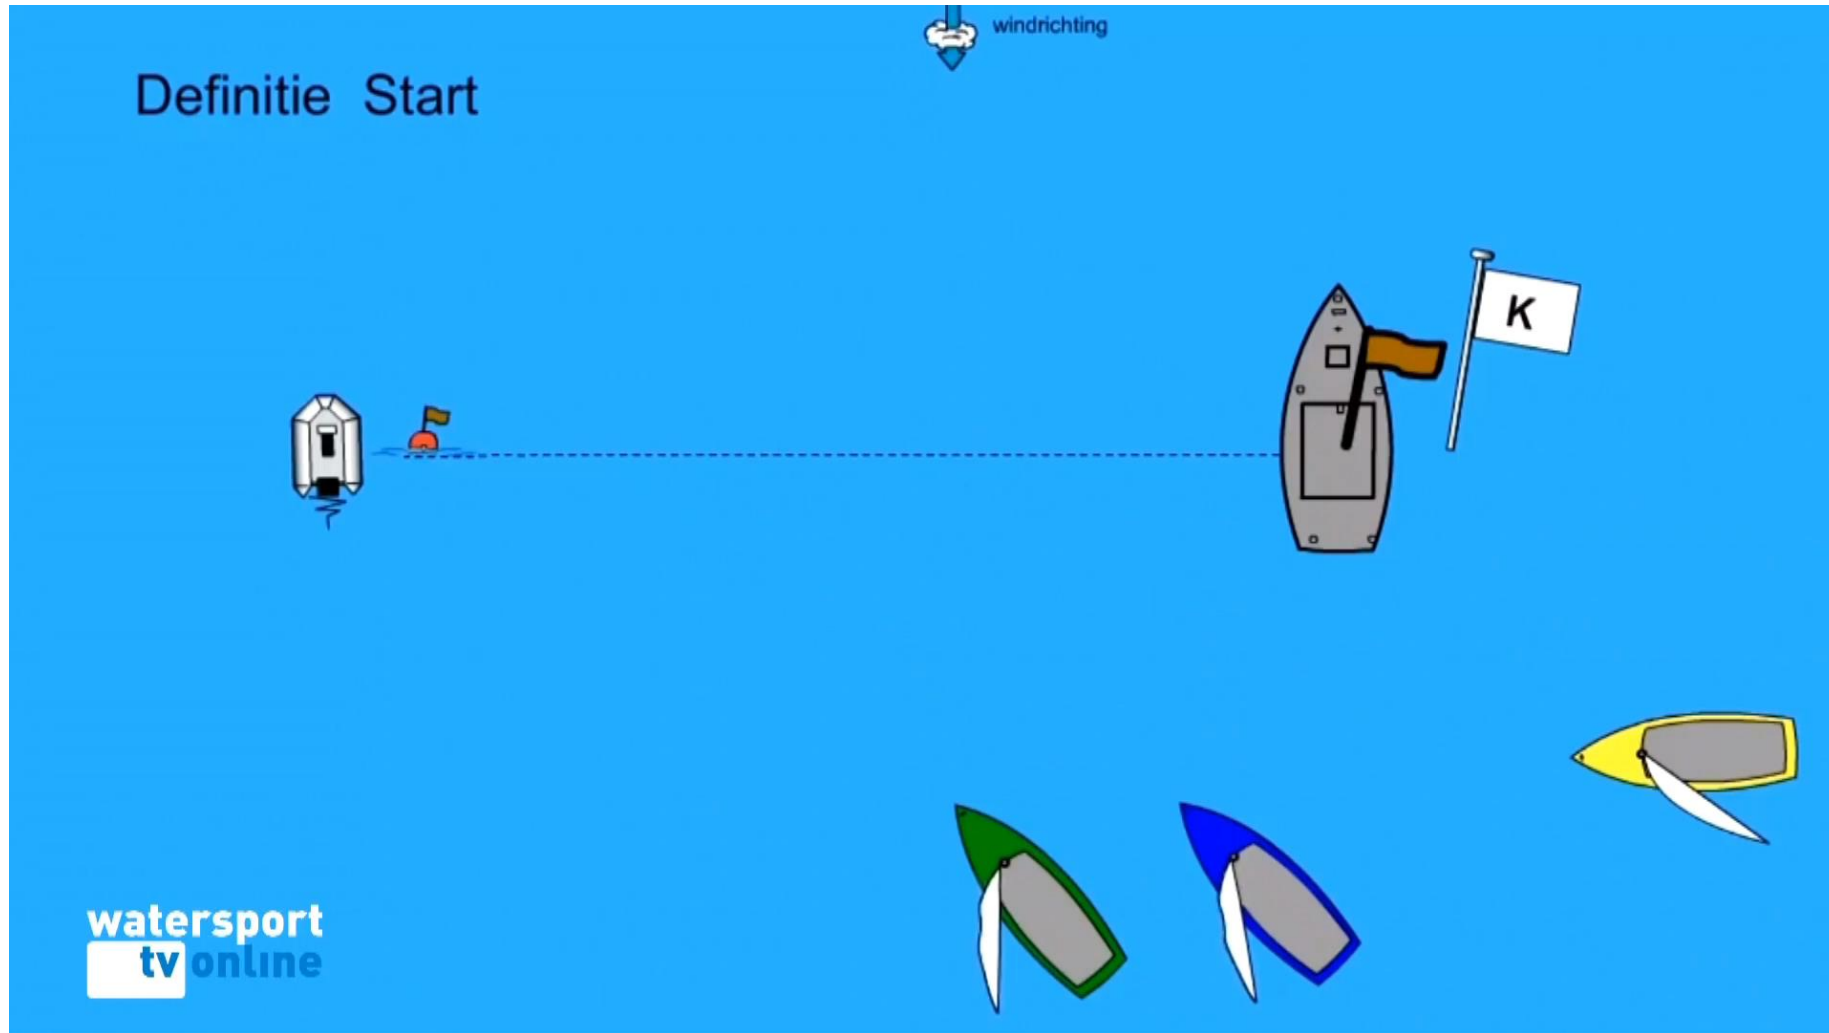 windrichting
Definitie Start
K
watersport
tv online